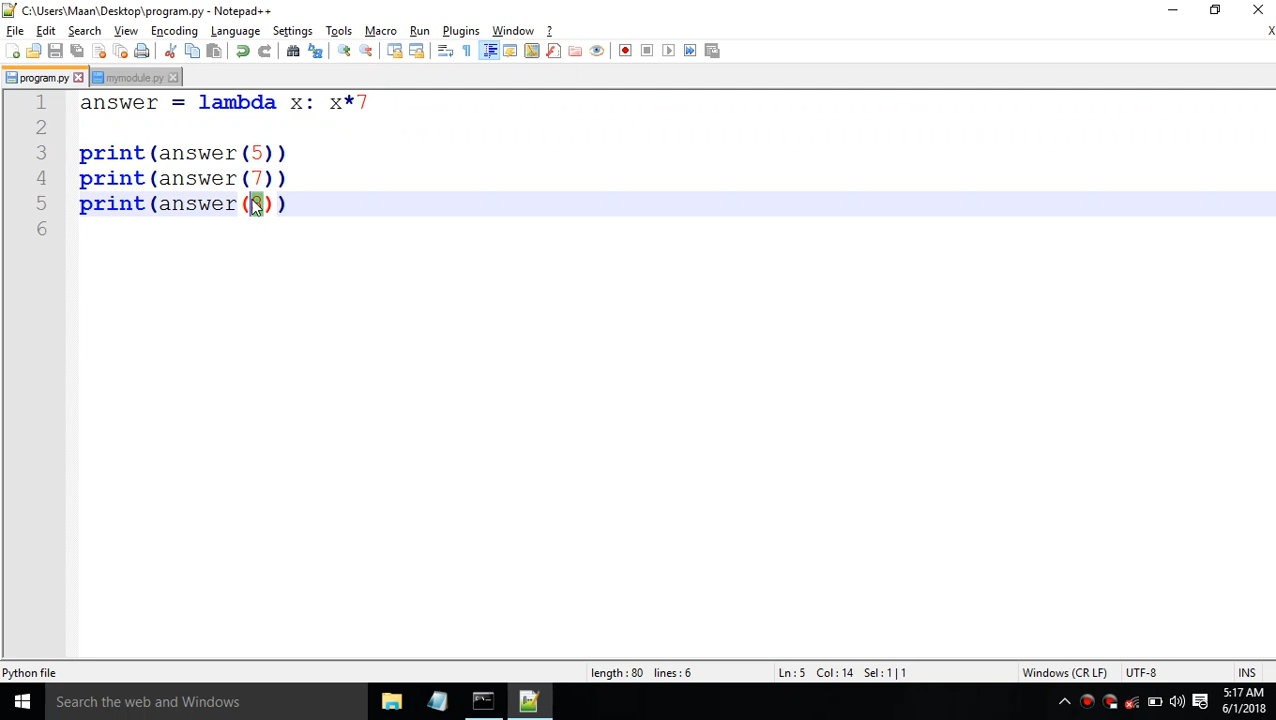 C:\Users\Maan\Desktop\program.py - Notepad++
File Edit Search View Encoding Language Settings Tools Macro Run Plugins Window ?
X
program.py mymodule.py
1 answer = lambda x: x*7
2
3 print(answer(5))
4 print(answer(7))
5 print(answer( ))
6
Python file length : 80 lines : 6 Ln : 5 Col : 14 Sel : 1 | 1 Windows (CR LF) UTF-8 INS
Search the web and Windows
5:17 AM
6/1/2018